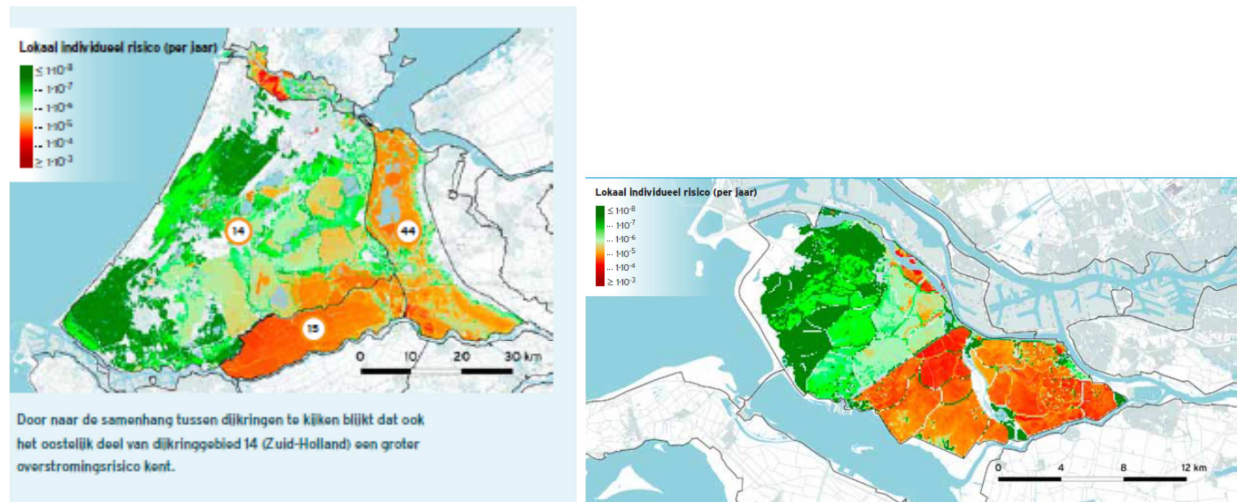 Lokaal individueel risico (per jaar)
≤ 1·10⁻⁸
... 1·10⁻⁷
... 1·10⁻⁶
... 1·10⁻⁵
... 1·10⁻⁴
≥ 1·10⁻³
14
44
15
0 10 20 30 km
Door naar de samenhang tussen dijkringen te kijken blijkt dat ook
het oostelijk deel van dijkringgebied 14 (Zuid-Holland) een groter
overstromingsrisico kent.
Lokaal individueel risico (per jaar)
≤ 1·10⁻⁸
... 1·10⁻⁷
... 1·10⁻⁶
... 1·10⁻⁵
... 1·10⁻⁴
≥ 1·10⁻³
0 4 8 12 km